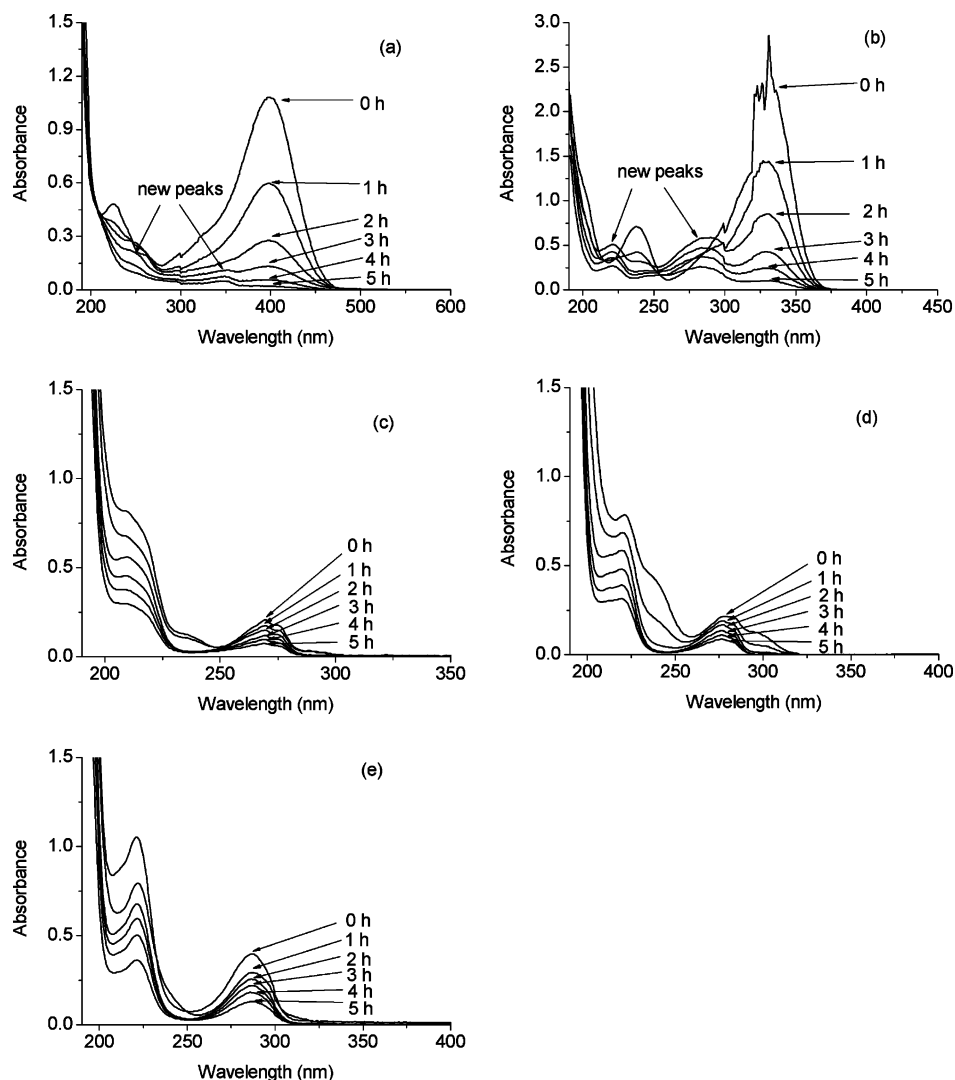 (a)
1.5
1.2
0.9
0.6
0.3
0.0
Absorbance
new peaks
0 h
1 h
2 h
3 h
4 h
5 h
200 300 400 500 600
Wavelength (nm)
(b)
3.0
2.5
2.0
1.5
1.0
0.5
0.0
Absorbance
new peaks
0 h
1 h
2 h
3 h
4 h
5 h
200 250 300 350 400 450
Wavelength (nm)
(c)
1.5
1.0
0.5
0.0
Absorbance
0 h
1 h
2 h
3 h
4 h
5 h
200 250 300 350
Wavelength (nm)
(d)
1.5
1.0
0.5
0.0
Absorbance
0 h
1 h
2 h
3 h
4 h
5 h
200 250 300 350 400
Wavelength (nm)
(e)
1.5
1.0
0.5
0.0
Absorbance
0 h
1 h
2 h
3 h
4 h
5 h
200 250 300 350 400
Wavelength (nm)